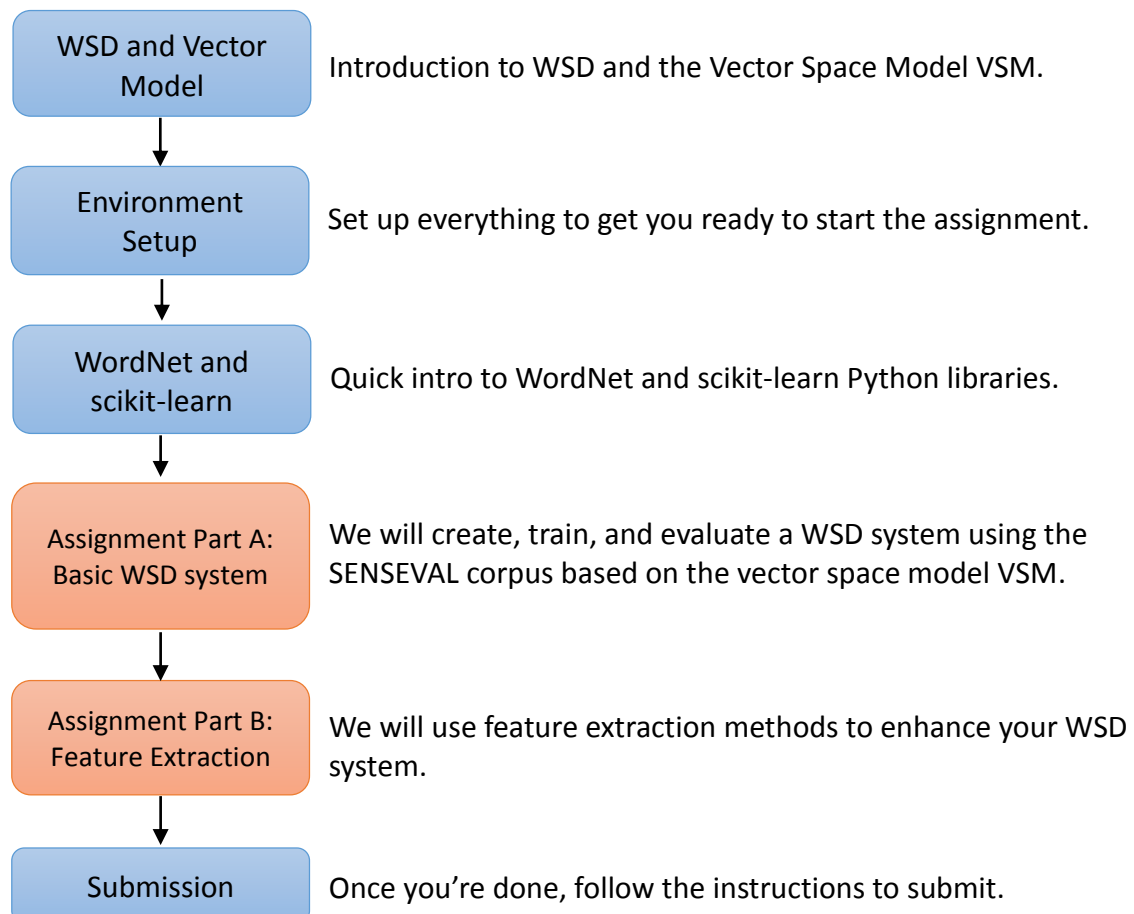 WSD and Vector
Model
Introduction to WSD and the Vector Space Model VSM.
Environment
Setup
Set up everything to get you ready to start the assignment.
WordNet and
scikit-learn
Quick intro to WordNet and scikit-learn Python libraries.
Assignment Part A:
Basic WSD system
We will create, train, and evaluate a WSD system using the
SENSEVAL corpus based on the vector space model VSM.
Assignment Part B:
Feature Extraction
We will use feature extraction methods to enhance your WSD
system.
Submission
Once you’re done, follow the instructions to submit.